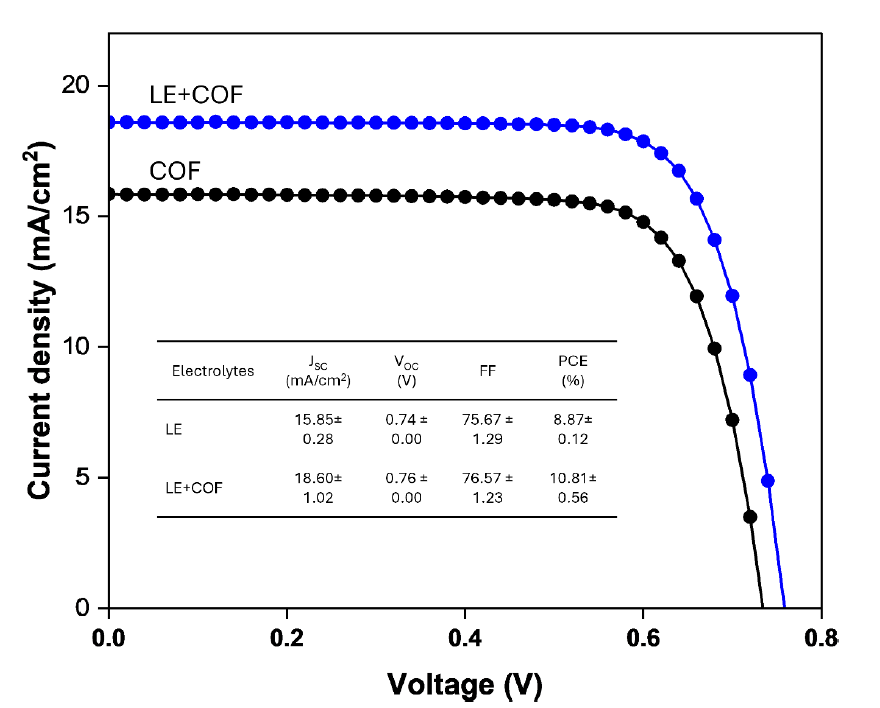 Current density (mA/cm²)
20
15
10
5
0
LE+COF
COF
Electrolytes J_SC (mA/cm²) V_OC (V) FF PCE (%)
LE 15.85± 0.28 0.74 ± 0.00 75.67 ± 1.29 8.87± 0.12
LE+COF 18.60± 1.02 0.76 ± 0.00 76.57 ± 1.23 10.81± 0.56
0.0 0.2 0.4 0.6 0.8
Voltage (V)